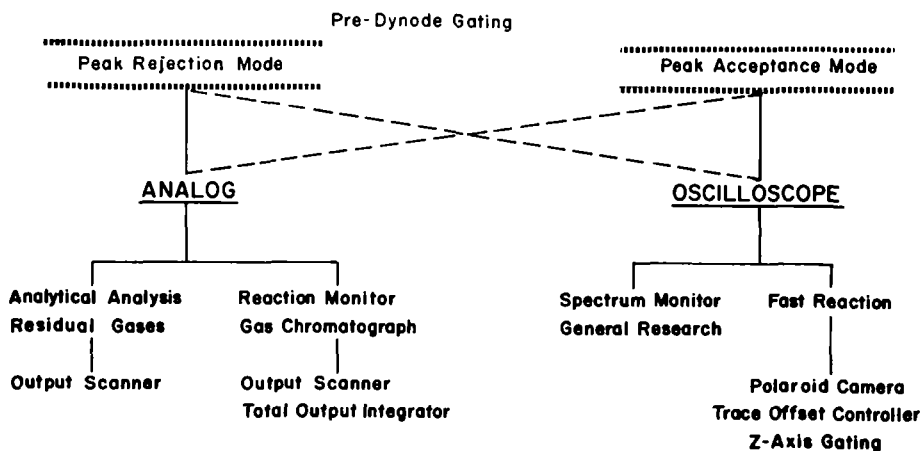 Pre-Dynode Gating
Peak Rejection Mode
Peak Acceptance Mode
ANALOG
OSCILLOSCOPE
Analytical Analysis
Residual Gases
Reaction Monitor
Gas Chromatograph
Spectrum Monitor
General Research
Fast Reaction
Output Scanner
Output Scanner
Total Output Integrator
Polaroid Camera
Trace Offset Controller
Z-Axis Gating